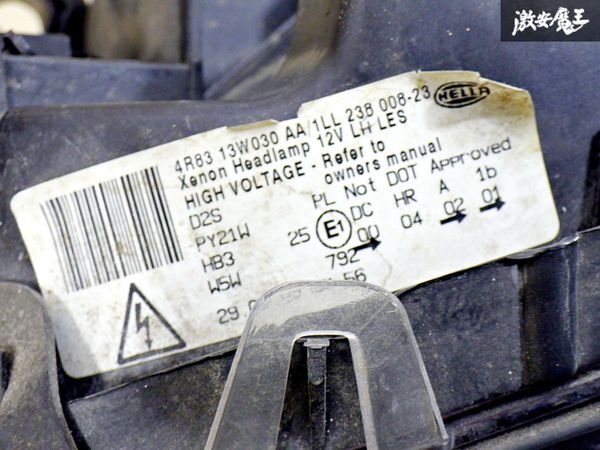 激安魔王
4R83 13W030 AA/1LL 238 008-23 HELLA
Xenon Headlamp 12V LH LES
HIGH VOLTAGE - Refer to
owners manual
D2S PL Not DOT Approved
PY21W 25 E1 DC HR A 1b
HB3 792 00 04 02 01
W5W 56
29.